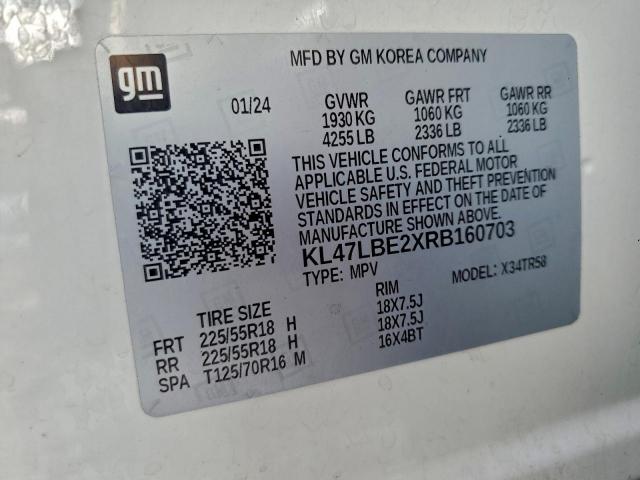 gm
MFD BY GM KOREA COMPANY
01/24 GVWR GAWR FRT GAWR RR
1930 KG 1060 KG 1060 KG
4255 LB 2336 LB 2336 LB
THIS VEHICLE CONFORMS TO ALL
APPLICABLE U.S. FEDERAL MOTOR
VEHICLE SAFETY AND THEFT PREVENTION
STANDARDS IN EFFECT ON THE DATE OF
MANUFACTURE SHOWN ABOVE.
KL47LBE2XRB160703
TYPE: MPV MODEL: X34TR58
TIRE SIZE RIM
FRT 225/55R18 H 18X7.5J
RR 225/55R18 H 18X7.5J
SPA T125/70R16 M 16X4BT